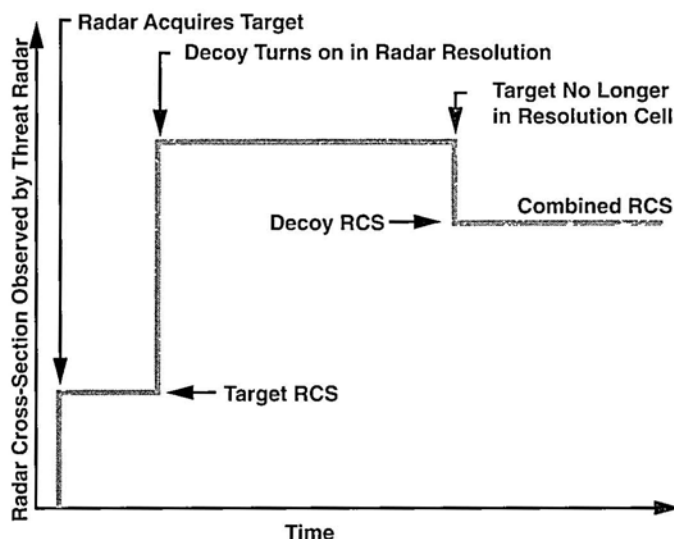 Radar Acquires Target
Decoy Turns on in Radar Resolution
Target No Longer
in Resolution Cell
Radar Cross-Section Observed by Threat Radar
Decoy RCS
Combined RCS
Target RCS
Time